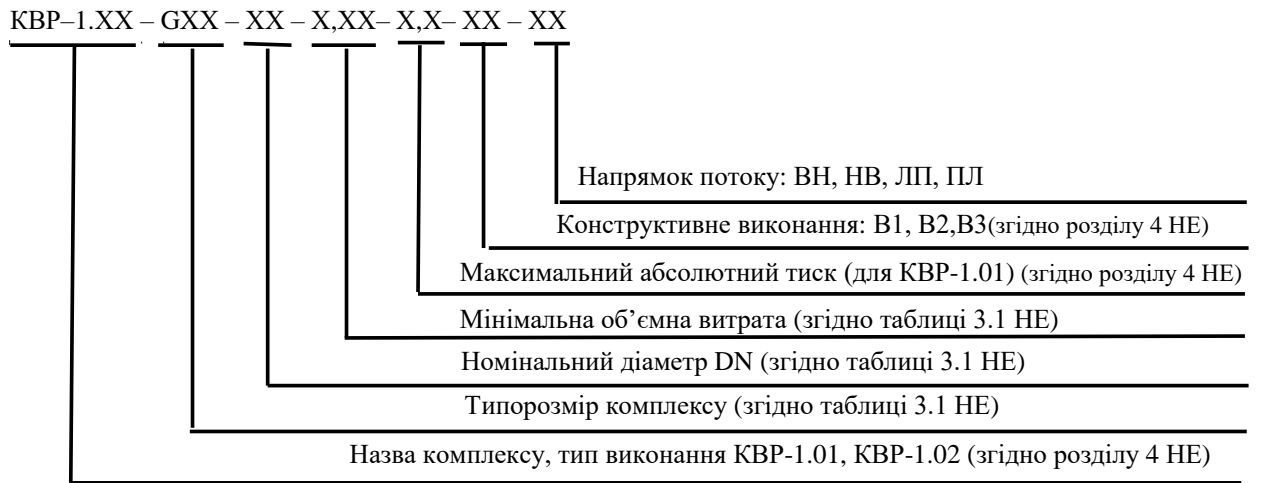 КВР–1.ХХ – GХХ – ХХ – Х,ХХ– Х,Х– ХХ – ХХ
Напрямок потоку: ВН, НВ, ЛП, ПЛ
Конструктивне виконання: В1, В2,В3(згідно розділу 4 НЕ)
Максимальний абсолютний тиск (для КВР-1.01) (згідно розділу 4 НЕ)
Мінімальна об’ємна витрата (згідно таблиці 3.1 НЕ)
Номінальний діаметр DN (згідно таблиці 3.1 НЕ)
Типорозмір комплексу (згідно таблиці 3.1 НЕ)
Назва комплексу, тип виконання КВР-1.01, КВР-1.02 (згідно розділу 4 НЕ)